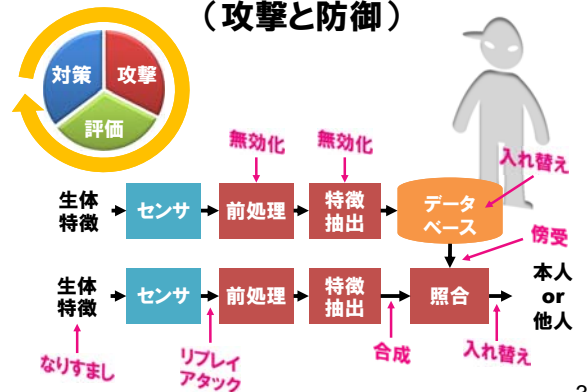 (攻撃と防御)
対策
攻撃
評価
無効化
無効化
入れ替え
生体
特徴
センサ
前処理
特徴
抽出
データ
ベース
傍受
生体
特徴
センサ
前処理
特徴
抽出
照合
本人
or
他人
なりすまし
リプレイ
アタック
合成
入れ替え